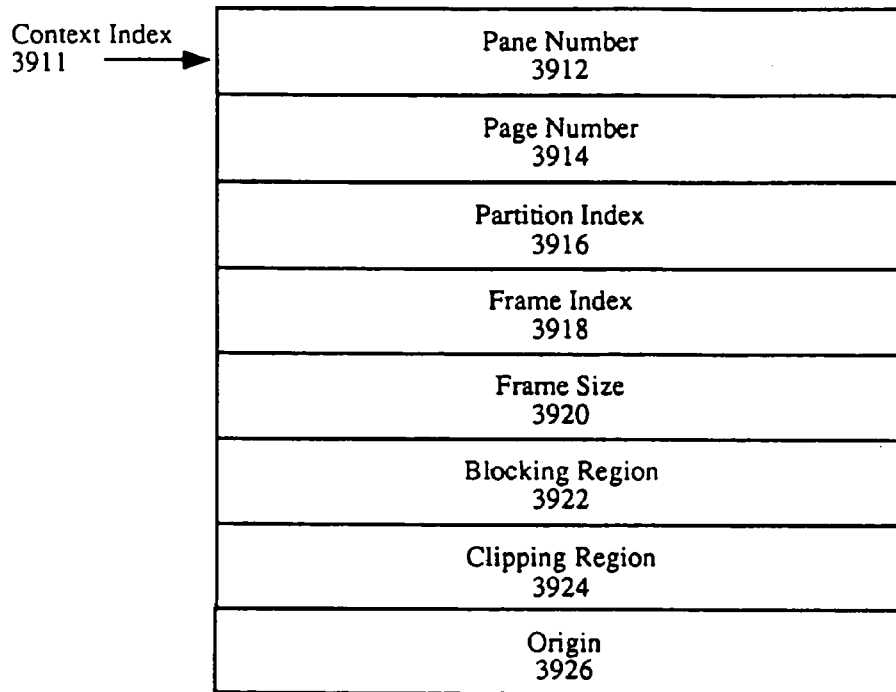 Context Index
3911
Pane Number
3912
Page Number
3914
Partition Index
3916
Frame Index
3918
Frame Size
3920
Blocking Region
3922
Clipping Region
3924
Origin
3926